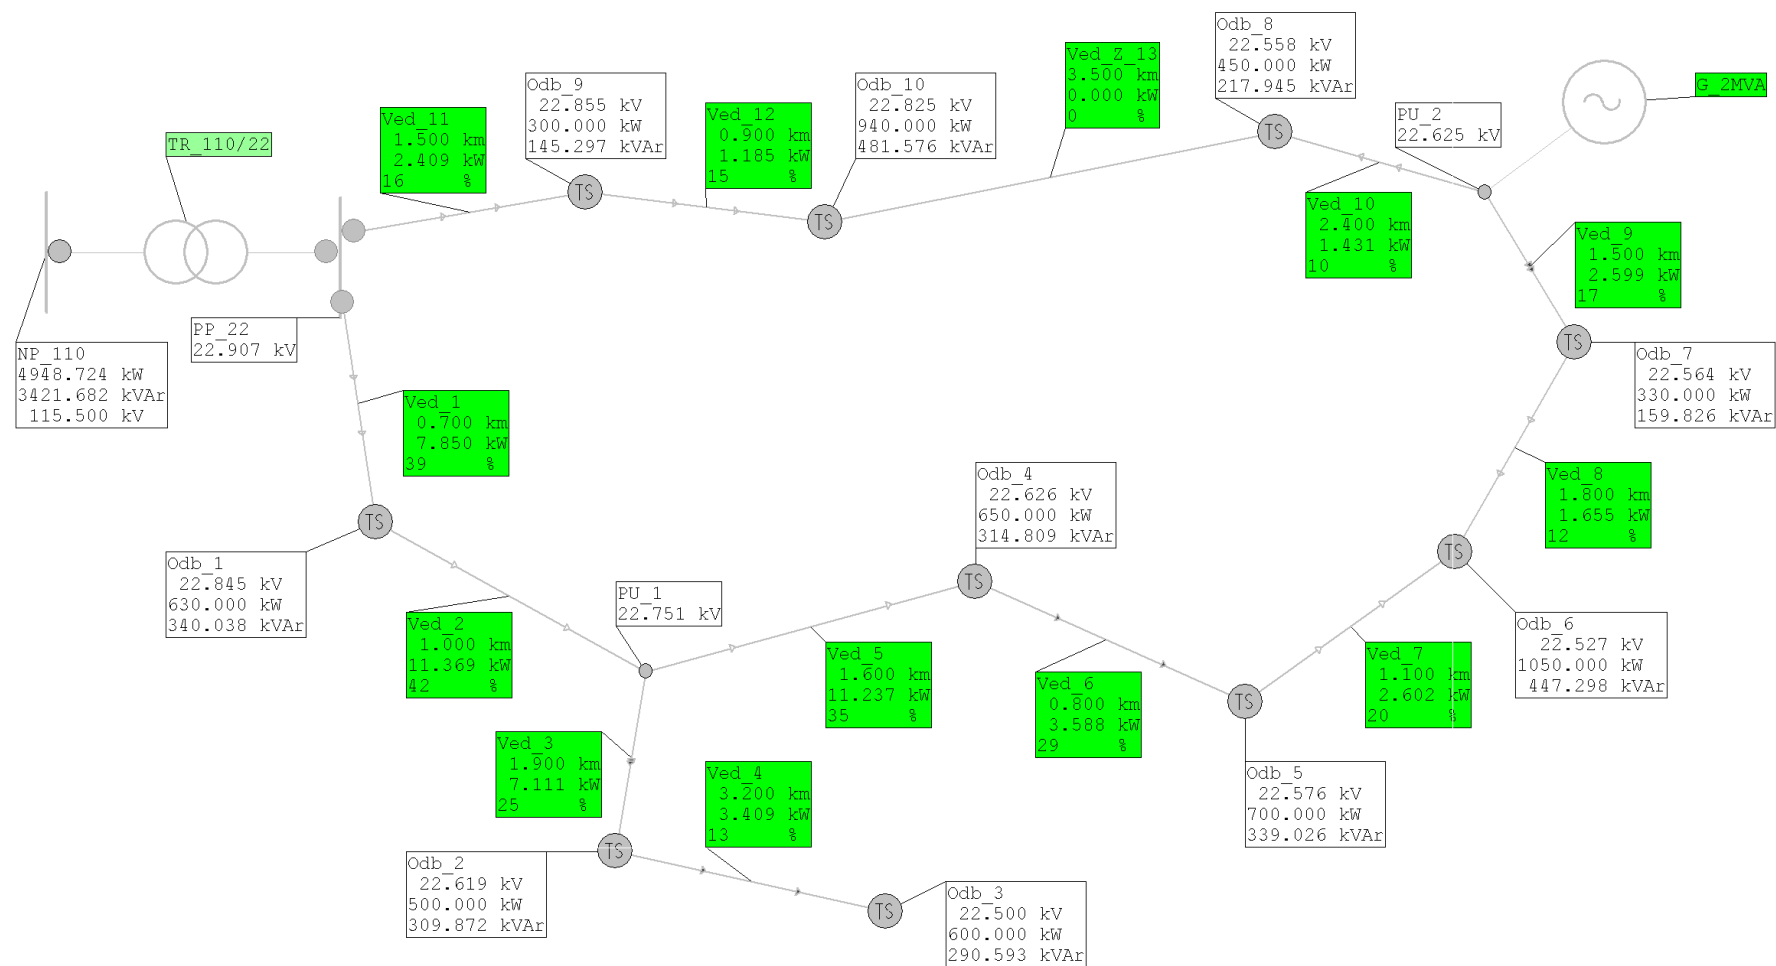 Odb_8
22.558 kV
450.000 kW
217.945 kVAr
Ved_Z_13
3.500 km
0.000 kW
0 %
G_2MVA
Odb_9
22.855 kV
300.000 kW
145.297 kVAr
Odb_10
22.825 kV
940.000 kW
481.576 kVAr
Ved_11
1.500 km
2.409 kW
16 %
Ved_12
0.900 km
1.185 kW
15 %
PU_2
22.625 kV
TR_110/22
TS
TS
TS
Ved_10
2.400 km
1.431 kW
10 %
Ved_9
1.500 km
2.599 kW
17 %
PP_22
22.907 kV
NP_110
4948.724 kW
3421.682 kVAr
115.500 kV
TS
Odb_7
22.564 kV
330.000 kW
159.826 kVAr
Ved_1
0.700 km
7.850 kW
39 %
Ved_8
1.800 km
1.655 kW
12 %
Odb_4
22.626 kV
650.000 kW
314.809 kVAr
TS
TS
Odb_1
22.845 kV
630.000 kW
340.038 kVAr
PU_1
22.751 kV
TS
Ved_2
1.000 km
11.369 kW
42 %
Odb_6
22.527 kV
1050.000 kW
447.298 kVAr
Ved_5
1.600 km
11.237 kW
35 %
Ved_6
0.800 km
3.588 kW
29 %
Ved_7
1.100 km
2.602 kW
20 %
TS
Ved_3
1.900 km
7.111 kW
25 %
Ved_4
3.200 km
3.409 kW
13 %
Odb_5
22.576 kV
700.000 kW
339.026 kVAr
TS
Odb_2
22.619 kV
500.000 kW
309.872 kVAr
TS
Odb_3
22.500 kV
600.000 kW
290.593 kVAr